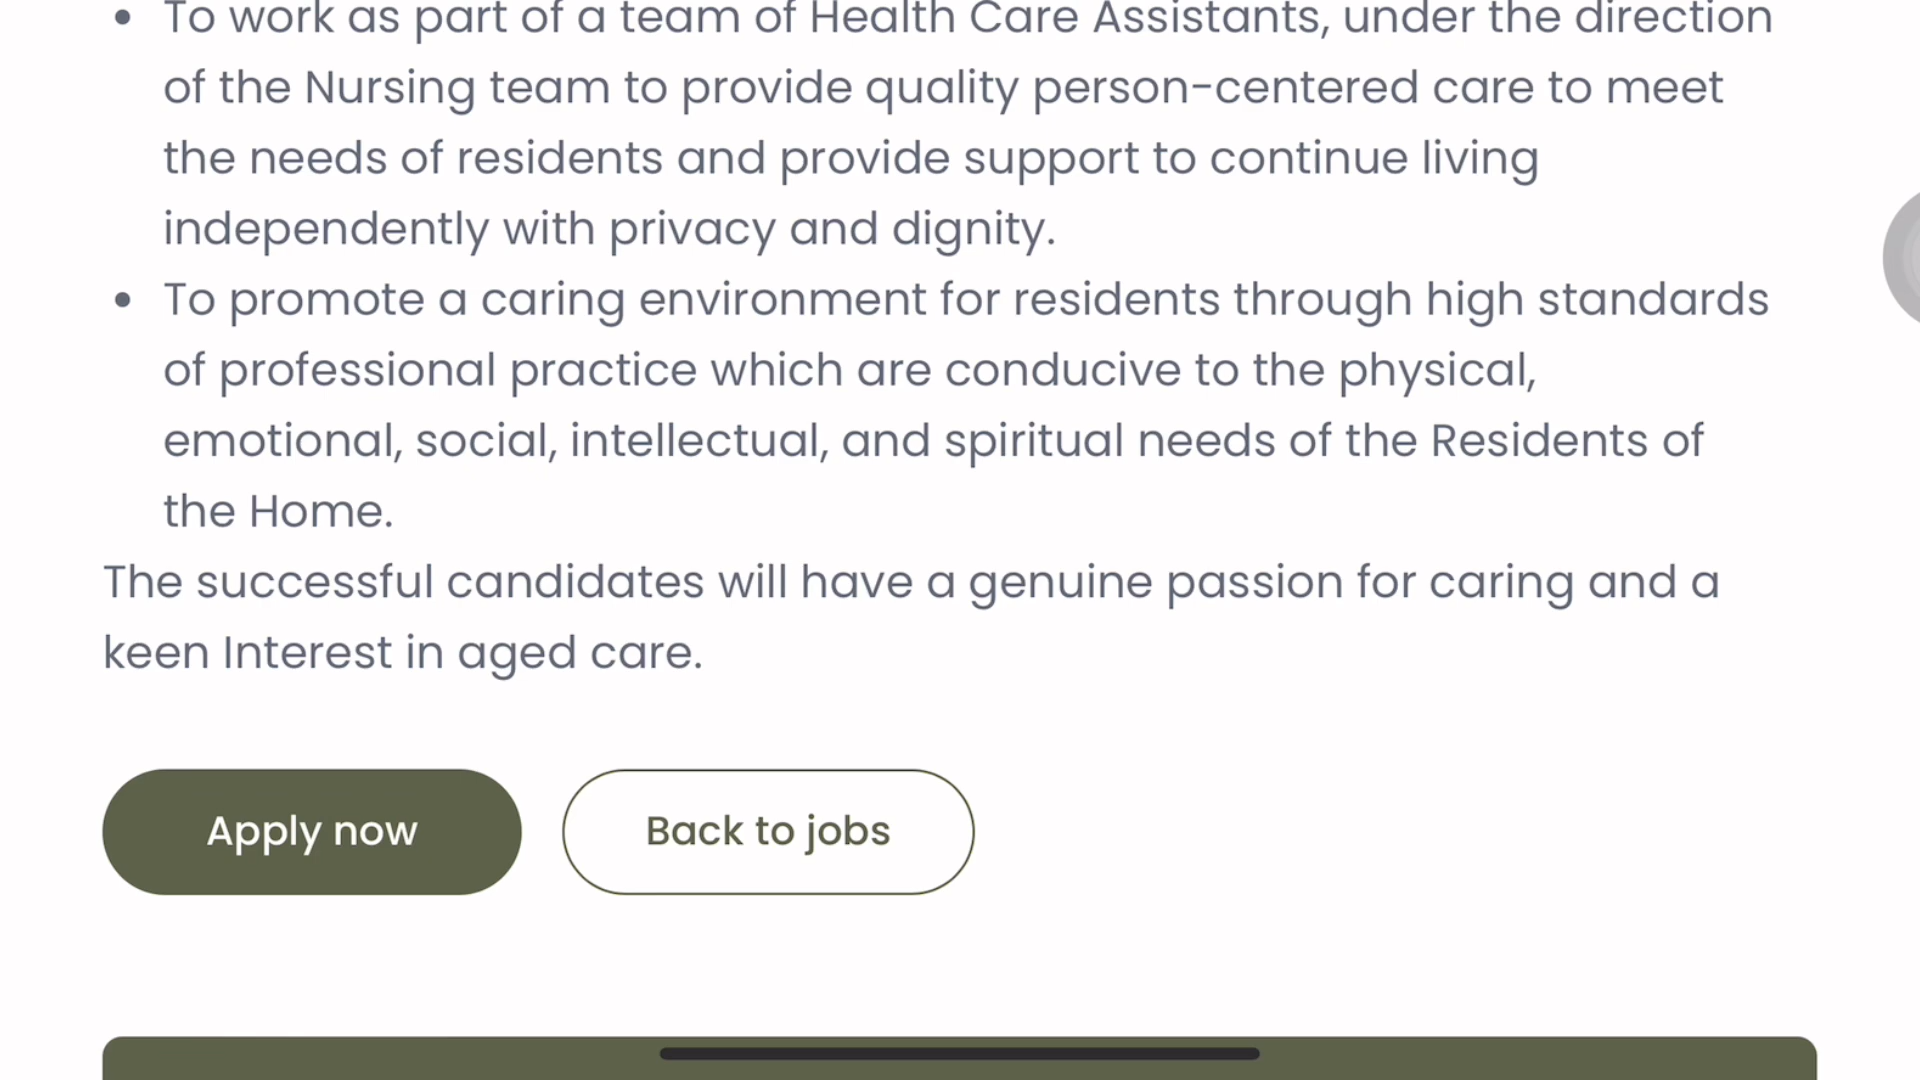 • To work as part of a team of Health Care Assistants, under the direction
of the Nursing team to provide quality person-centered care to meet
the needs of residents and provide support to continue living
independently with privacy and dignity.
• To promote a caring environment for residents through high standards
of professional practice which are conducive to the physical,
emotional, social, intellectual, and spiritual needs of the Residents of
the Home.
The successful candidates will have a genuine passion for caring and a
keen Interest in aged care.
Apply now
Back to jobs